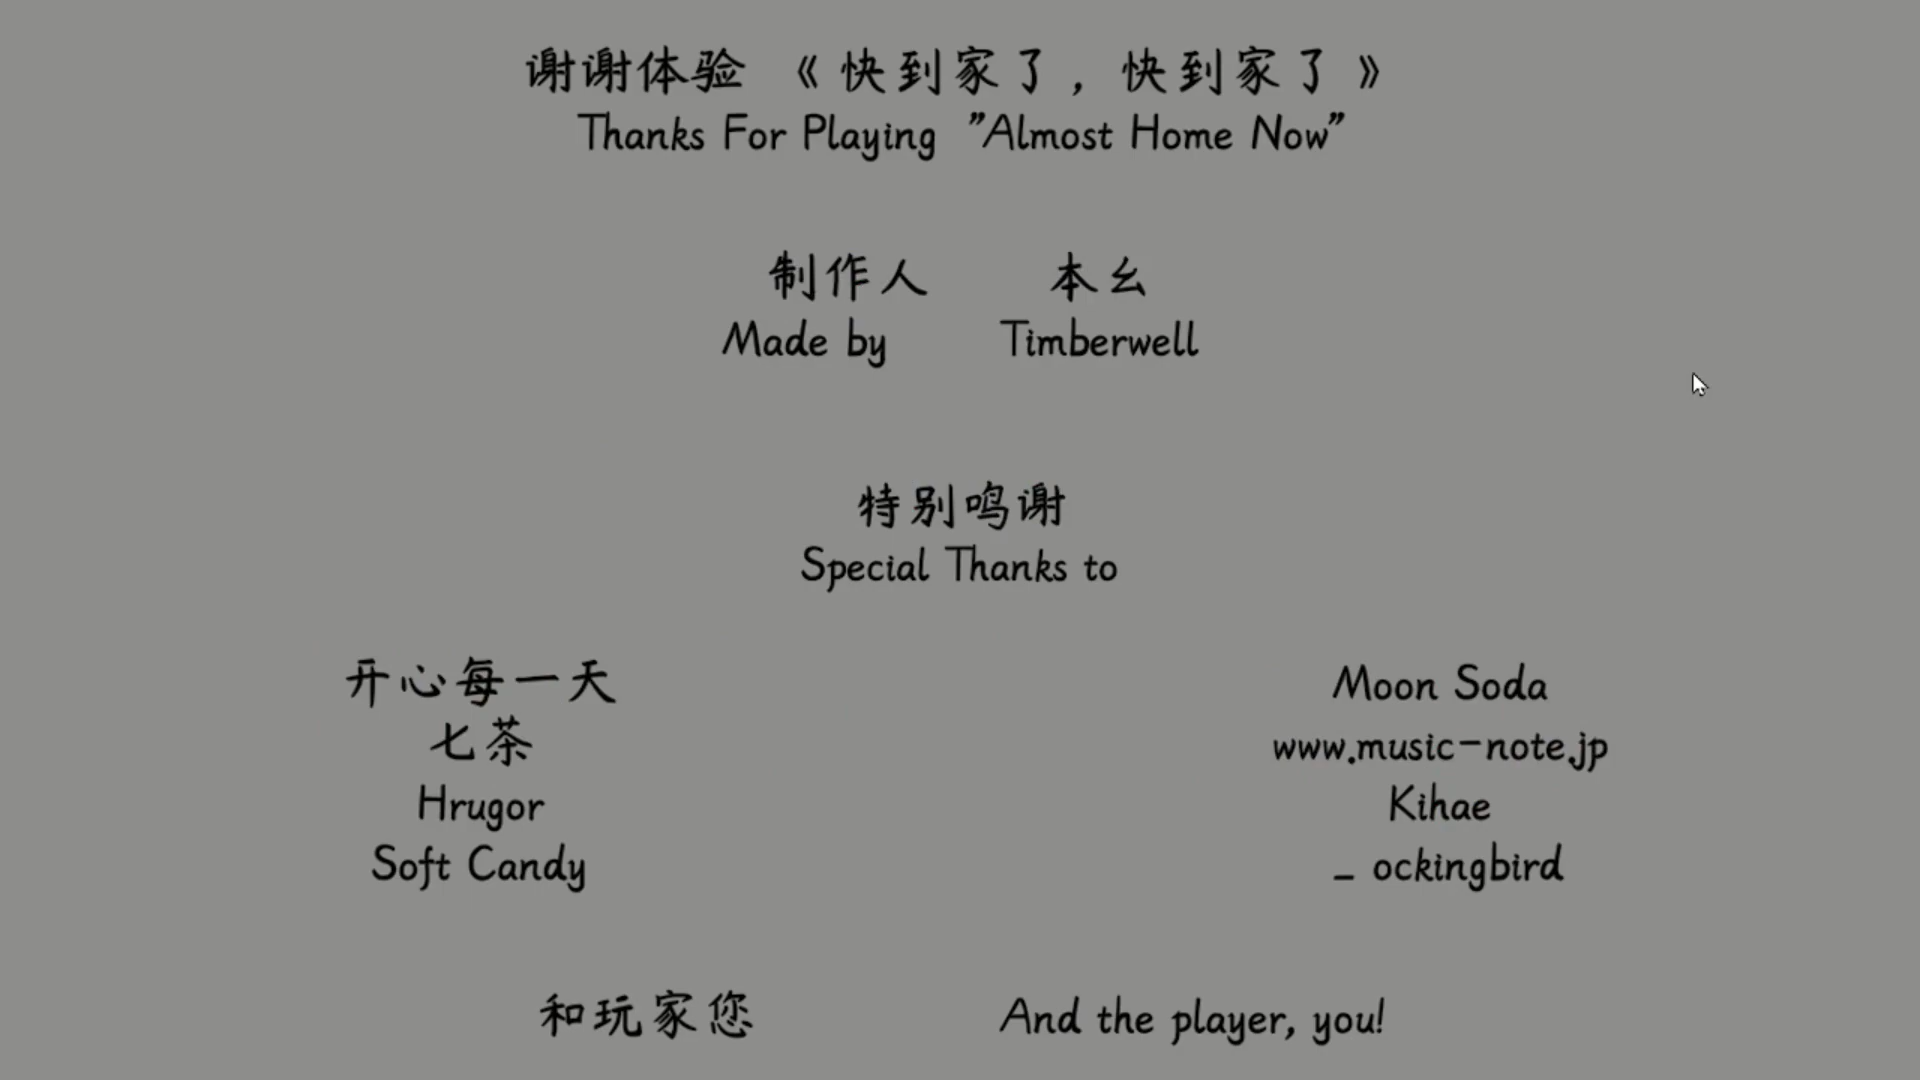 谢谢体验 《快到家了，快到家了》
Thanks For Playing "Almost Home Now"
制作人 本幺
Made by Timberwell
特别鸣谢
Special Thanks to
开心每一天
七茶
Hrugor
Soft Candy
Moon Soda
www.music-note.jp
Kihae
_ ockingbird
和玩家您 And the player, you!